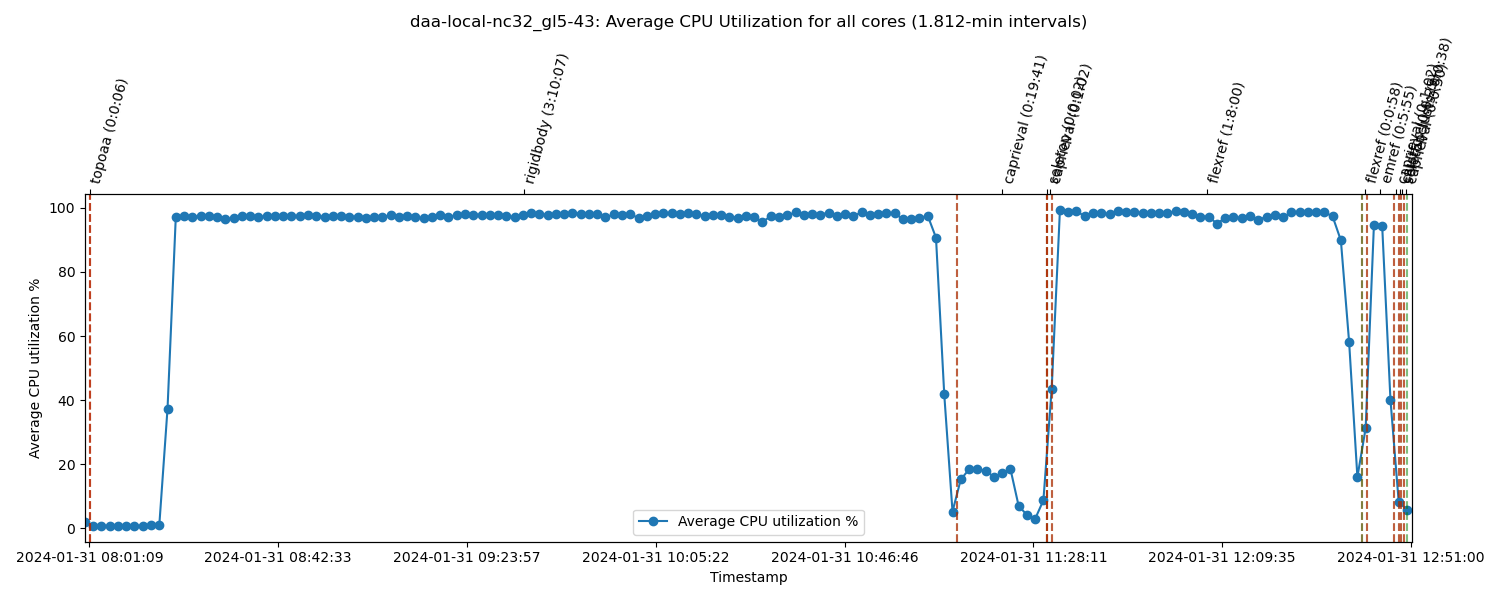 daa-local-nc32_gl5-43: Average CPU Utilization for all cores (1.812-min intervals)
topoaa (0:0:06)
rigidbody (3:10:07)
caprieval (0:19:41)
caprieval (0:1:02)
flexref (1:8:00)
flexref (0:0:58)
emref (0:5:55)
100
80
60
40
20
0
Average CPU utilization %
Average CPU utilization %
2024-01-31 08:01:09
2024-01-31 08:42:33
2024-01-31 09:23:57
2024-01-31 10:05:22
2024-01-31 10:46:46
2024-01-31 11:28:11
2024-01-31 12:09:35
2024-01-31 12:51:00
Timestamp